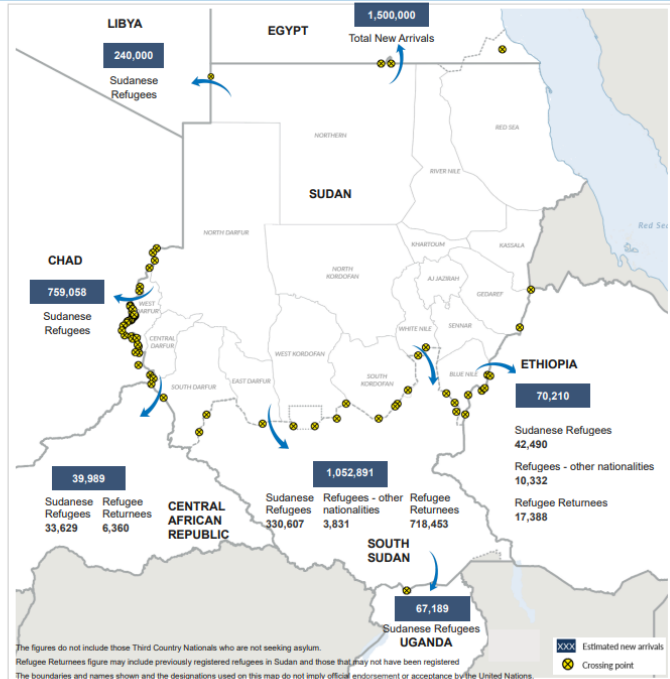 LIBYA
240,000
Sudanese
Refugees
EGYPT
1,500,000
Total New Arrivals
NORTHERN
RED SEA
RIVER NILE
SUDAN
NORTH DARFUR
Red Sea
KHARTOUM
KASSALA
NORTH
KORDOFAN
AJ JAZIRAH
GEDAREF
CHAD
759,058
Sudanese
Refugees
WEST
DARFUR
CENTRAL
DARFUR
WHITE NILE
SENNAR
WEST KORDOFAN
SOUTH
KORDOFAN
BLUE NILE
EAST DARFUR
SOUTH DARFUR
ETHIOPIA
70,210
Sudanese Refugees
42,490
Refugees - other nationalities
10,332
Refugee Returnees
17,388
39,989
Sudanese
Refugees
33,629
Refugee
Returnees
6,360
CENTRAL
AFRICAN
REPUBLIC
1,052,891
Sudanese
Refugees
330,607
Refugees - other
nationalities
3,831
Refugee
Returnees
718,453
SOUTH
SUDAN
67,189
Sudanese Refugees
UGANDA
The figures do not include those Third Country Nationals who are not seeking asylum.
Refugee Returnees figure may include previously registered refugees in Sudan and those that may not have been registered
The boundaries and names shown and the designations used on this map do not imply official endorsement or acceptance by the United Nations.
XXX Estimated new arrivals
Crossing point